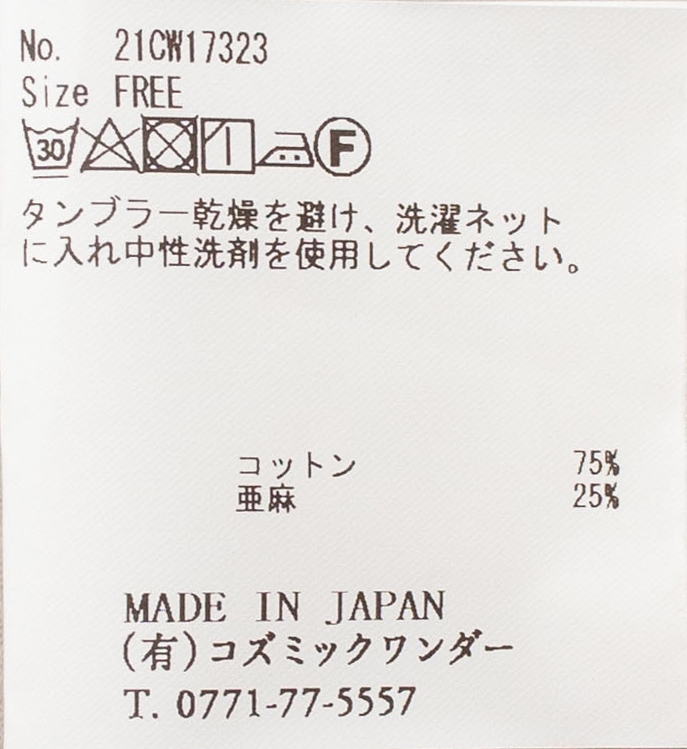 No. 21CW17323
Size FREE
30 F
タンブラー乾燥を避け、洗濯ネット
に入れ中性洗剤を使用してください。
コットン 75%
亜麻 25%
MADE IN JAPAN
(有)コズミックワンダー
T. 0771-77-5557